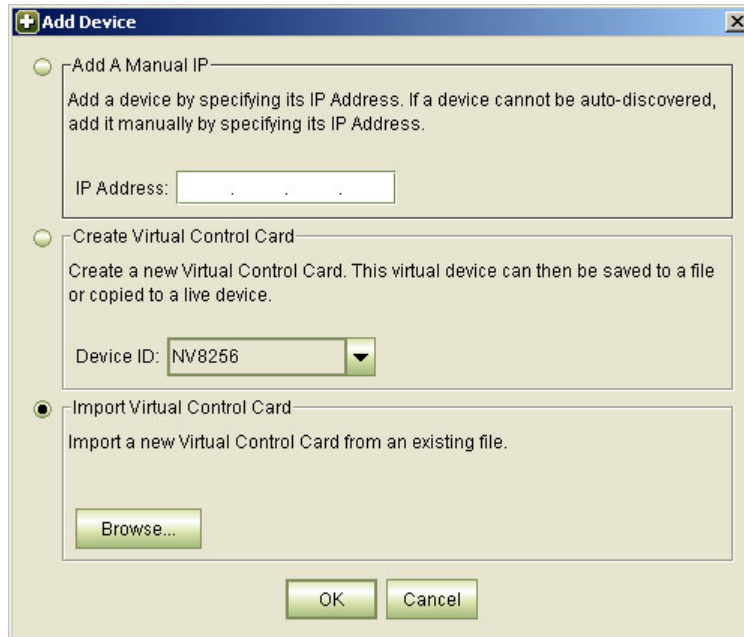 Add Device
Add A Manual IP
Add a device by specifying its IP Address. If a device cannot be auto-discovered,
add it manually by specifying its IP Address.
IP Address: . . .
Create Virtual Control Card
Create a new Virtual Control Card. This virtual device can then be saved to a file
or copied to a live device.
Device ID: NV8256
Import Virtual Control Card
Import a new Virtual Control Card from an existing file.
Browse...
OK Cancel